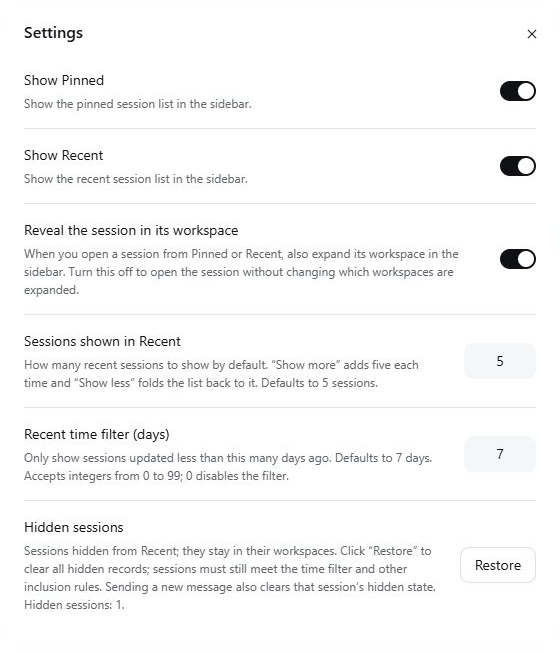 Settings
Show Pinned
Show the pinned session list in the sidebar.
Show Recent
Show the recent session list in the sidebar.
Reveal the session in its workspace
When you open a session from Pinned or Recent, also expand its workspace in the
sidebar. Turn this off to open the session without changing which workspaces are
expanded.
Sessions shown in Recent
How many recent sessions to show by default. “Show more” adds five each
time and “Show less” folds the list back to it. Defaults to 5 sessions.
5
Recent time filter (days)
Only show sessions updated less than this many days ago. Defaults to 7 days.
Accepts integers from 0 to 99; 0 disables the filter.
7
Hidden sessions
Sessions hidden from Recent; they stay in their workspaces. Click “Restore” to
clear all hidden records; sessions must still meet the time filter and other
inclusion rules. Sending a new message also clears that session’s hidden state.
Hidden sessions: 1.
Restore